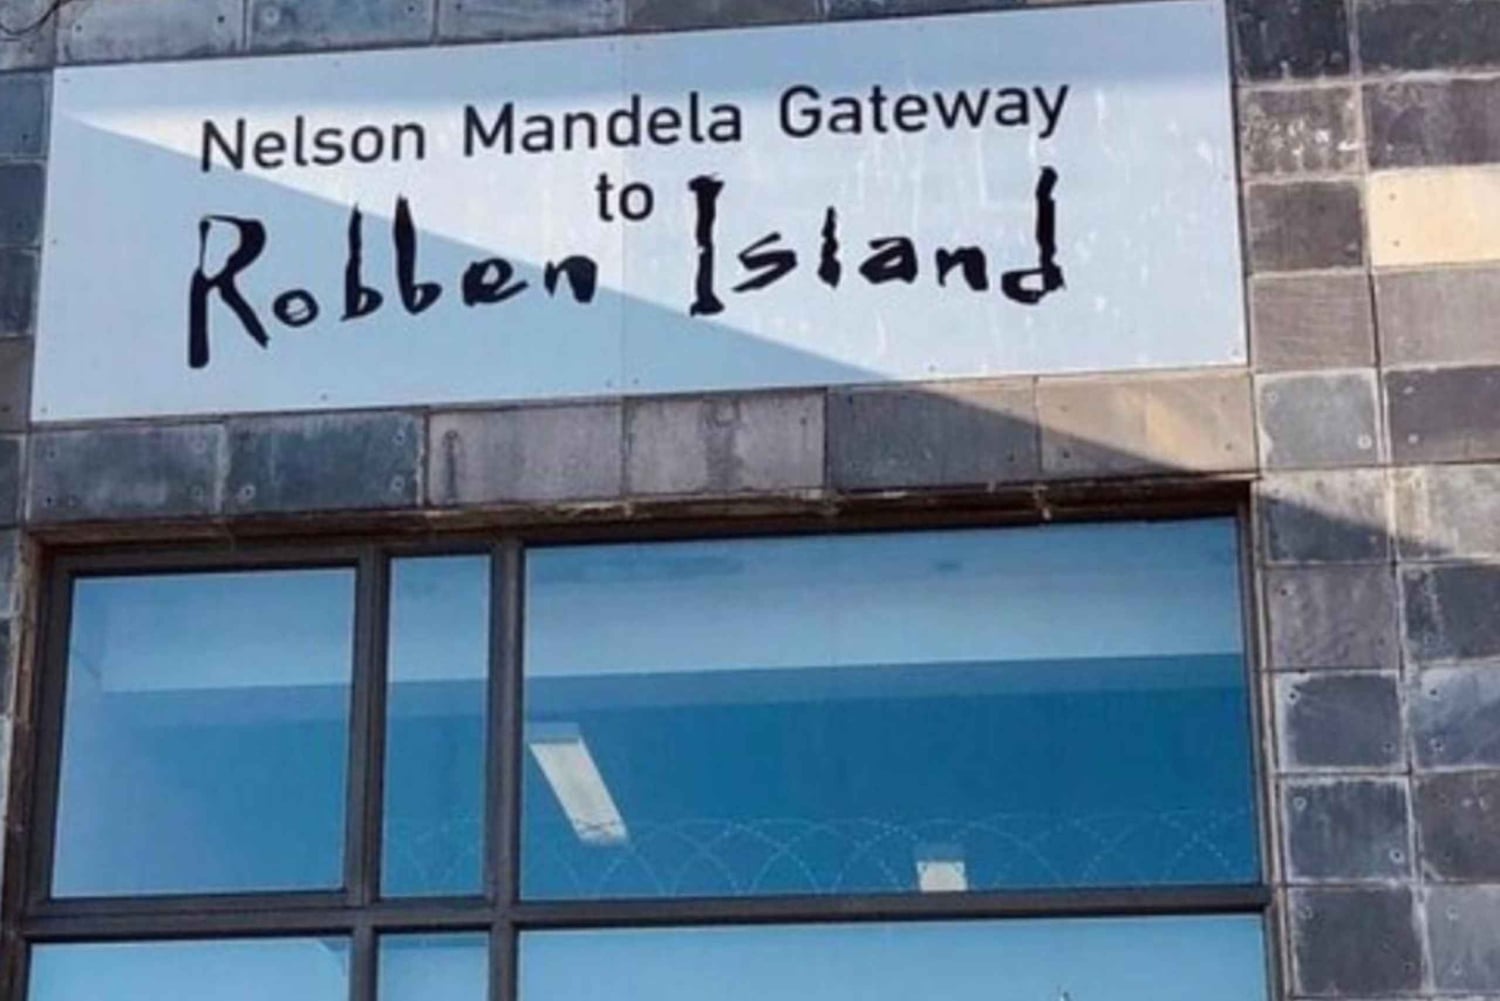 Nelson Mandela Gateway
to
Robben Island